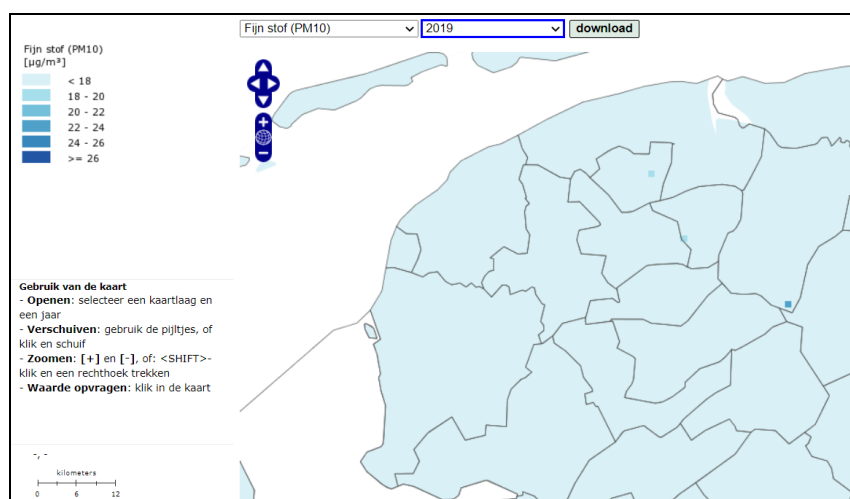 Fijn stof (PM10) 2019 download
Fijn stof (PM10)
[µg/m³]
< 18
18 - 20
20 - 22
22 - 24
24 - 26
>= 26
Gebruik van de kaart
- Openen: selecteer een kaartlaag en
een jaar
- Verschuiven: gebruik de pijltjes, of
klik en schuif
- Zoomen: [+] en [-], of: <SHIFT>-
klik en een rechthoek trekken
- Waarde opvragen: klik in de kaart
-, -
kilometers
0 6 12